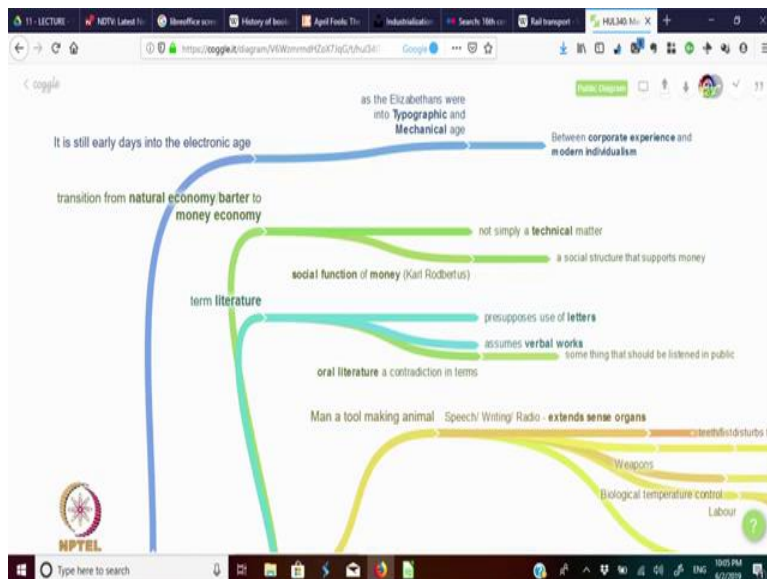 11 - LECTURE -
NDTV: Latest N
libreoffice scre
History of book
April Fools: The
Industrialization
Search: 16th cen
Rail transport -
HUL340: M
https://coggle.it/diagram/
Google
coggle
Public Diagram
as the Elizabethans were
into Typographic and
Mechanical age
It is still early days into the electronic age
Between corporate experience and
modern individualism
transition from natural economy/barter to
money economy
not simply a technical matter
a social structure that supports money
social function of money (Karl Rodbertus)
term literature
presupposes use of letters
assumes verbal works
some thing that should be listened in public
oral literature a contradiction in terms
Man a tool making animal
Speech/ Writing/ Radio - extends sense organs
Weapons
Biological temperature control
Labour
?
NPTEL
Type here to search
ENG
10:05 PM
6/2/2019